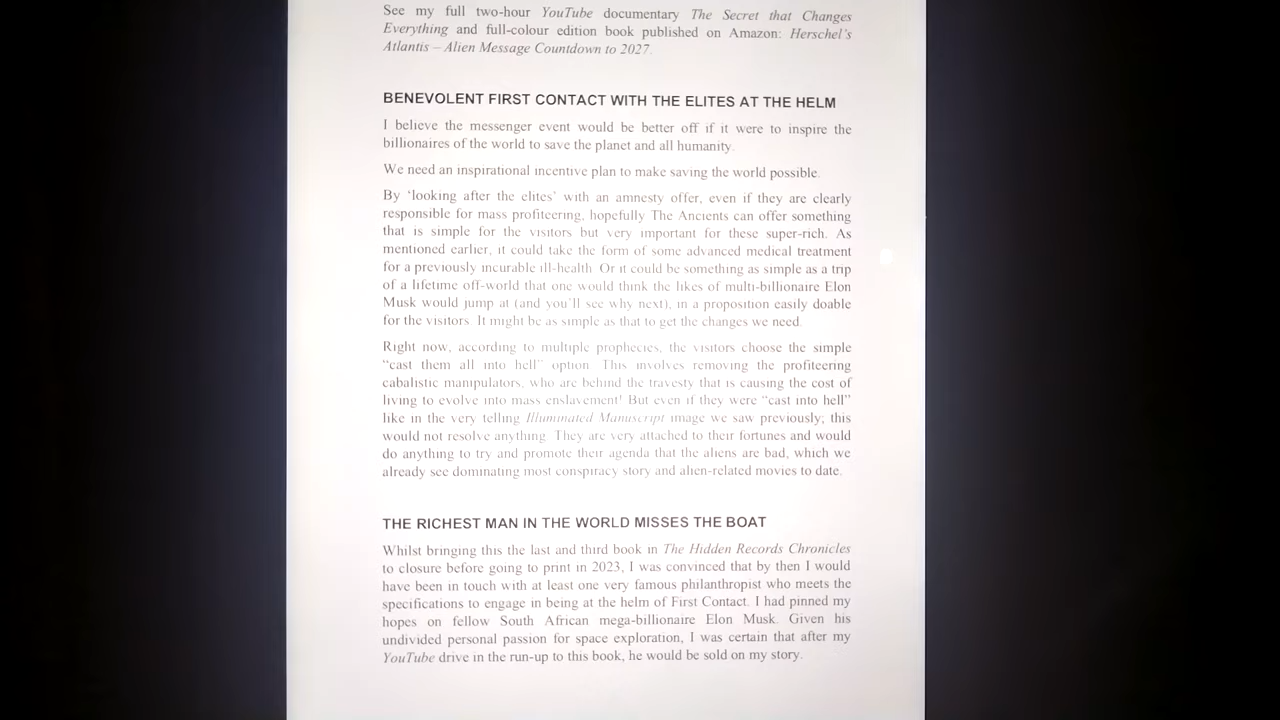 See my full two-hour YouTube documentary The Secret that Changes
Everything and full-colour edition book published on Amazon: Herschel's
Atlantis – Alien Message Countdown to 2027.
BENEVOLENT FIRST CONTACT WITH THE ELITES AT THE HELM
I believe the messenger event would be better off if it were to inspire the
billionaires of the world to save the planet and all humanity.
We need an inspirational incentive plan to make saving the world possible.
By ‘looking after the elites’ with an amnesty offer, even if they are clearly
responsible for mass profiteering, hopefully The Ancients can offer something
that is simple for the visitors but very important for these super-rich. As
mentioned earlier, it could take the form of some advanced medical treatment
for a previously incurable ill-health. Or it could be something as simple as a trip
of a lifetime off-world that one would think the likes of multi-billionaire Elon
Musk would jump at (and you'll see why next), in a proposition easily doable
for the visitors. It might be as simple as that to get the changes we need.
Right now, according to multiple prophecies, the visitors choose the simple
“cast them all into hell” option. This involves removing the profiteering
cabalistic manipulators, who are behind the travesty that is causing the cost of
living to evolve into mass enslavement! But even if they were “cast into hell”
like in the very telling Illuminated Manuscript image we saw previously; this
would not resolve anything. They are very attached to their fortunes and would
do anything to try and promote their agenda that the aliens are bad, which we
already see dominating most conspiracy story and alien-related movies to date.
THE RICHEST MAN IN THE WORLD MISSES THE BOAT
Whilst bringing this the last and third book in The Hidden Records Chronicles
to closure before going to print in 2023, I was convinced that by then I would
have been in touch with at least one very famous philanthropist who meets the
specifications to engage in being at the helm of First Contact. I had pinned my
hopes on fellow South African mega-billionaire Elon Musk. Given his
undivided personal passion for space exploration, I was certain that after my
YouTube drive in the run-up to this book, he would be sold on my story.